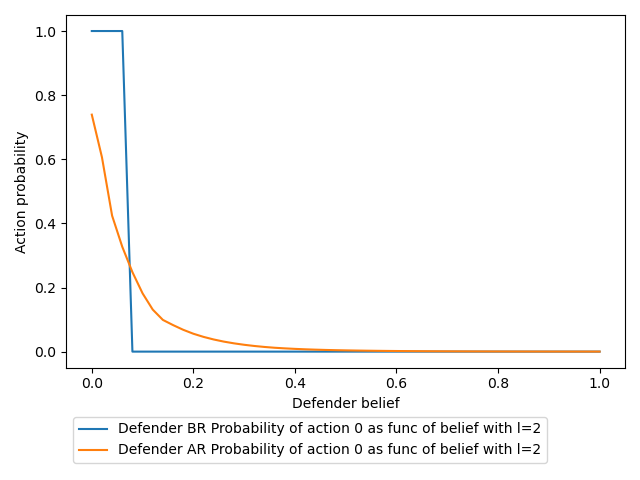 1.0
0.8
0.6
0.4
0.2
0.0
Action probability
0.0 0.2 0.4 0.6 0.8 1.0
Defender belief
Defender BR Probability of action 0 as func of belief with l=2
Defender AR Probability of action 0 as func of belief with l=2